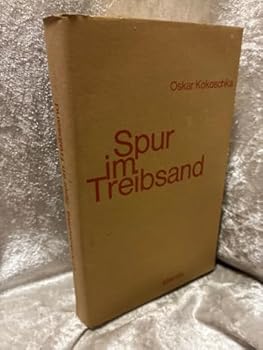 Oskar Kokoschka
Spur
im
Treibsand